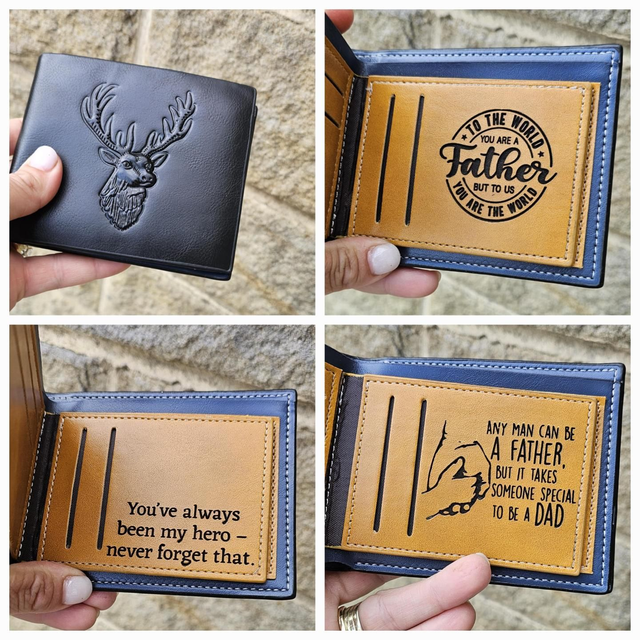 TO THE WORLD
YOU ARE A
Father
BUT TO US
YOU ARE THE WORLD
You've always
been my hero –
never forget that.
ANY MAN CAN BE
A FATHER,
BUT IT TAKES
SOMEONE SPECIAL
TO BE A DAD